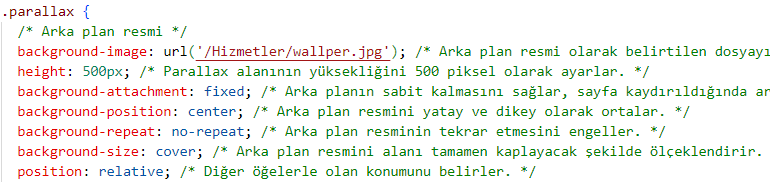 .parallax {
/* Arka plan resmi */
background-image: url('/Hizmetler/wallper.jpg'); /* Arka plan resmi olarak belirtilen dosyayı
height: 500px; /* Parallax alanının yüksekliğini 500 piksel olarak ayarlar. */
background-attachment: fixed; /* Arka planın sabit kalmasını sağlar, sayfa kaydırıldığında ar
background-position: center; /* Arka plan resmini yatay ve dikey olarak ortalar. */
background-repeat: no-repeat; /* Arka plan resminin tekrar etmesini engeller. */
background-size: cover; /* Arka plan resmini alanı tamamen kaplayacak şekilde ölçeklendirir.
position: relative; /* Diğer öğelerle olan konumunu belirler. */